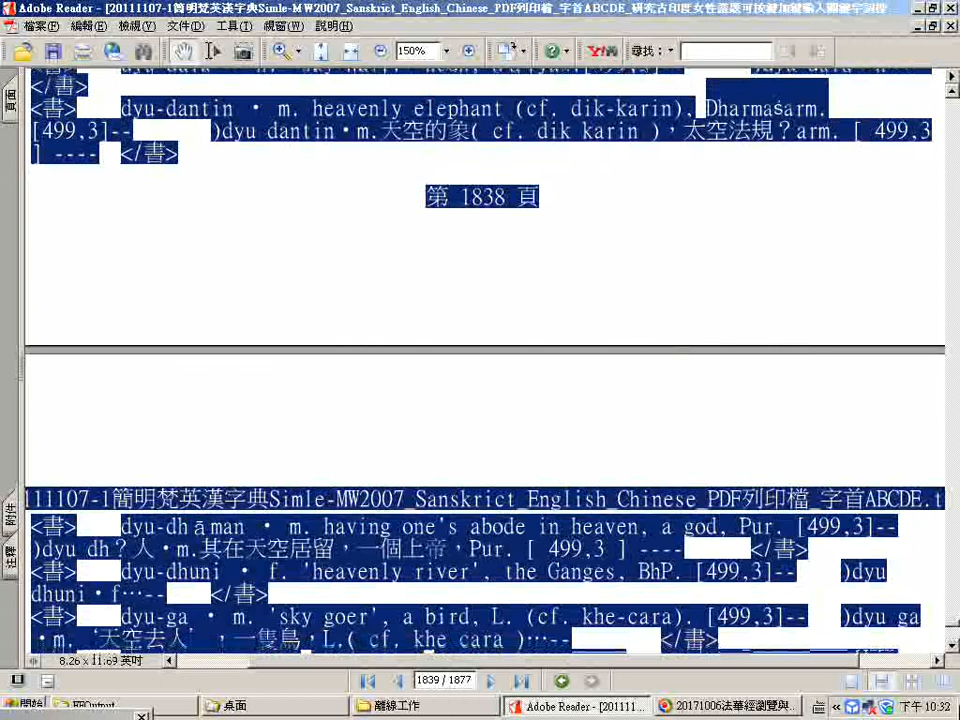 Adobe Reader - [20111107-1簡明梵英漢字典Simle-MW2007_Sanskrict_English_Chinese_PDF列印檔_字首ABCDE_研究古印度女性議題可按鍵加鍵輸入關鍵字詞搜
檔案(F) 編輯(E) 檢視(V) 文件(D) 工具(T) 視窗(W) 說明(H)
150% Y! 尋找：
頁面
</書>
<書> dyu-dantin · m. heavenly elephant (cf. dik-karin), Dharmaśarm.
[499,3]-- )dyu dantin·m.天空的象( cf. dik karin )，太空法規？arm. [ 499,3
] ---- </書>
第 1838 頁
111107-1簡明梵英漢字典Simle-MW2007_Sanskrict_English_Chinese_PDF列印檔_字首ABCDE.t
<書> dyu-dhāman · m. having one's abode in heaven, a god, Pur. [499,3]--
)dyu dh？人·m.其在天空居留，一個上帝，Pur. [ 499,3 ] ---- </書>
<書> dyu-dhuni · f. 'heavenly river', the Ganges, BhP. [499,3]-- )dyu
dhuni·f…-- </書>
<書> dyu-ga · m. 'sky goer', a bird, L. (cf. khe-cara). [499,3]-- )dyu ga
·m. '天空去人'，一隻鳥，L.( cf. khe cara )…-- </書>
附件
注釋
8.26 x 11.69 英吋
1839 / 1877
開始 桌面 離線工作 Adobe Reader - [201111... 20171006法華經瀏覽與... 下午 10:32